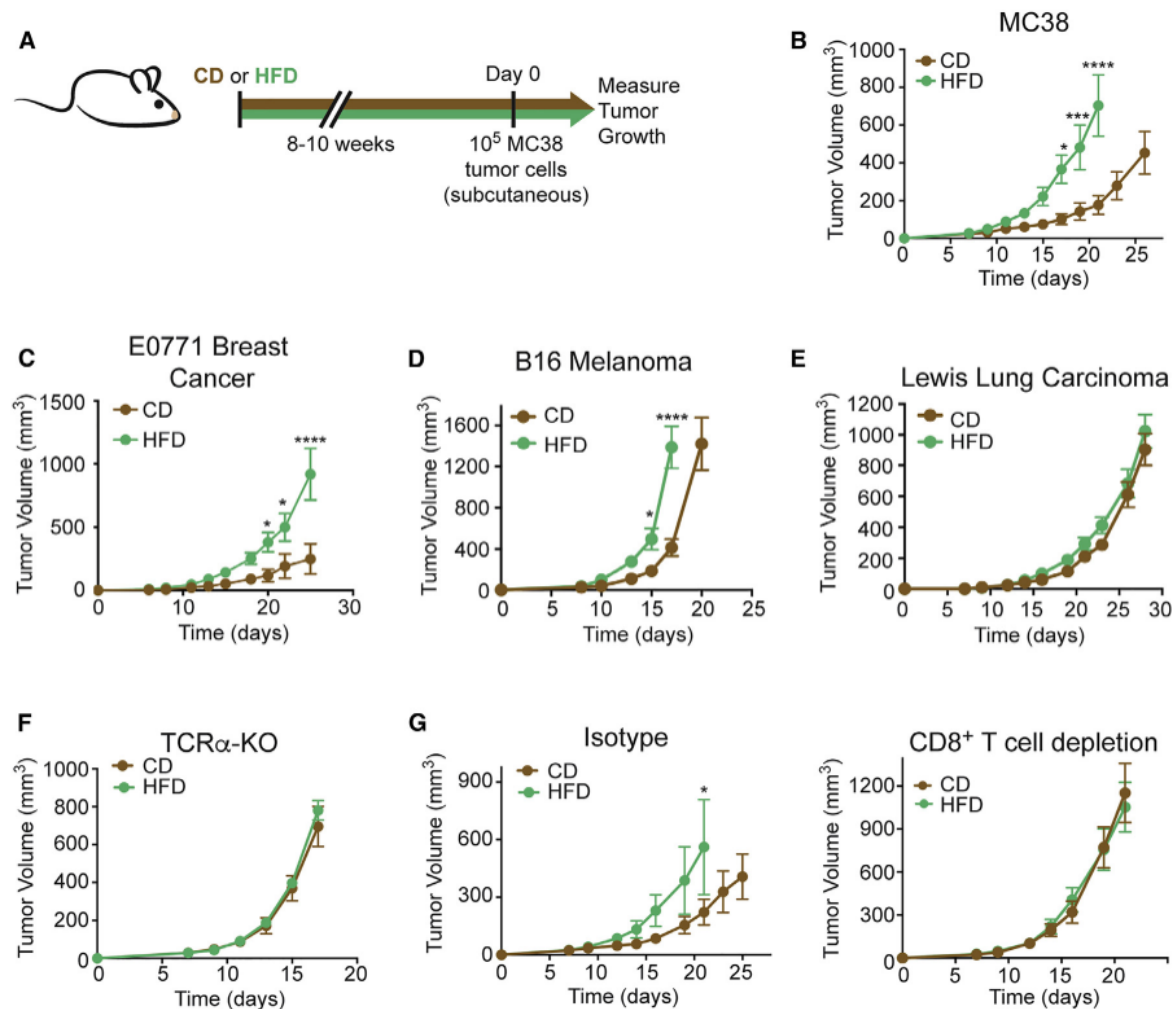 A
CD or HFD
Day 0
Measure
Tumor
Growth
8-10 weeks
10⁵ MC38
tumor cells
(subcutaneous)
B
MC38
CD
HFD
Tumor Volume (mm³)
1000
800
600
400
200
0
* *** ****
0 5 10 15 20 25
Time (days)
C
E0771 Breast
Cancer
CD
HFD
Tumor Volume (mm³)
1500
1000
500
0
* * ****
0 10 20 30
Time (days)
D
B16 Melanoma
CD
HFD
Tumor Volume (mm³)
1600
1200
800
400
0
* ****
0 5 10 15 20 25
Time (days)
E
Lewis Lung Carcinoma
CD
HFD
Tumor Volume (mm³)
1200
1000
800
600
400
200
0
0 5 10 15 20 25 30
Time (days)
F
TCRα-KO
CD
HFD
Tumor Volume (mm³)
1000
800
600
400
200
0
0 5 10 15 20
Time (days)
G
Isotype
CD
HFD
Tumor Volume (mm³)
900
600
300
0
*
0 5 10 15 20 25
Time (days)
CD8⁺ T cell depletion
CD
HFD
Tumor Volume (mm³)
1200
900
600
300
0
0 5 10 15 20 25
Time (days)